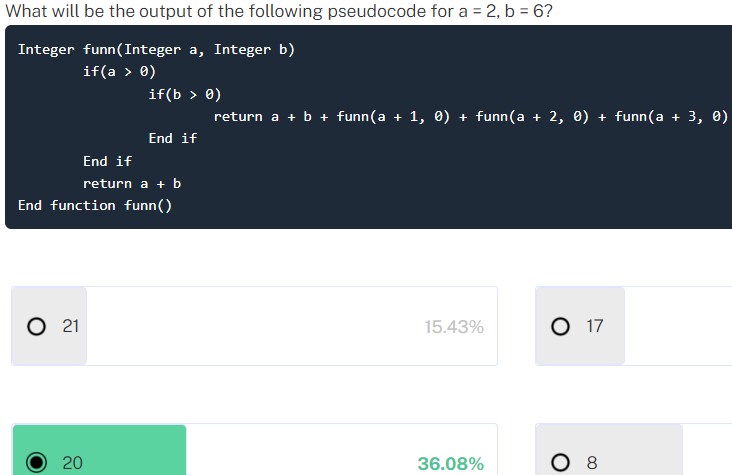 What will be the output of the following pseudocode for a = 2, b = 6?
Integer funn(Integer a, Integer b)
if(a > 0)
if(b > 0)
return a + b + funn(a + 1, 0) + funn(a + 2, 0) + funn(a + 3, 0)
End if
End if
return a + b
End function funn()
21 15.43%
17
20 36.08%
8